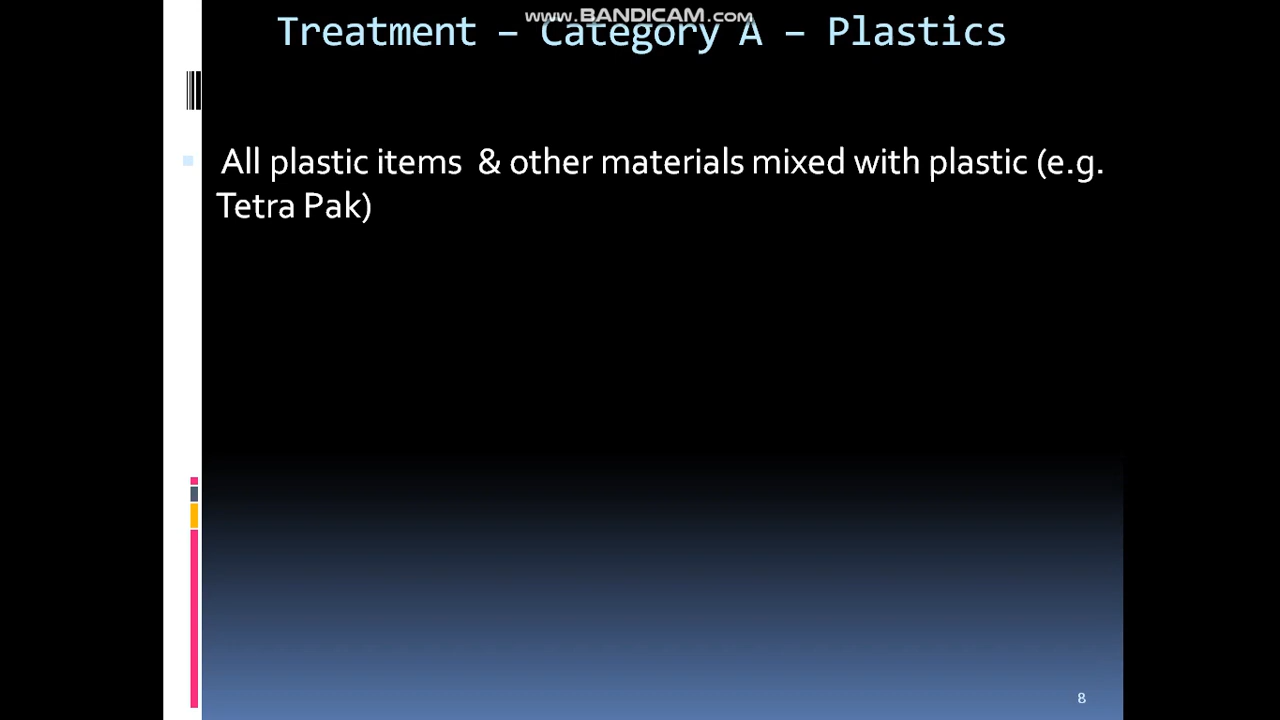 www.BANDICAM.com
Treatment – Category A – Plastics
All plastic items & other materials mixed with plastic (e.g.
Tetra Pak)
8